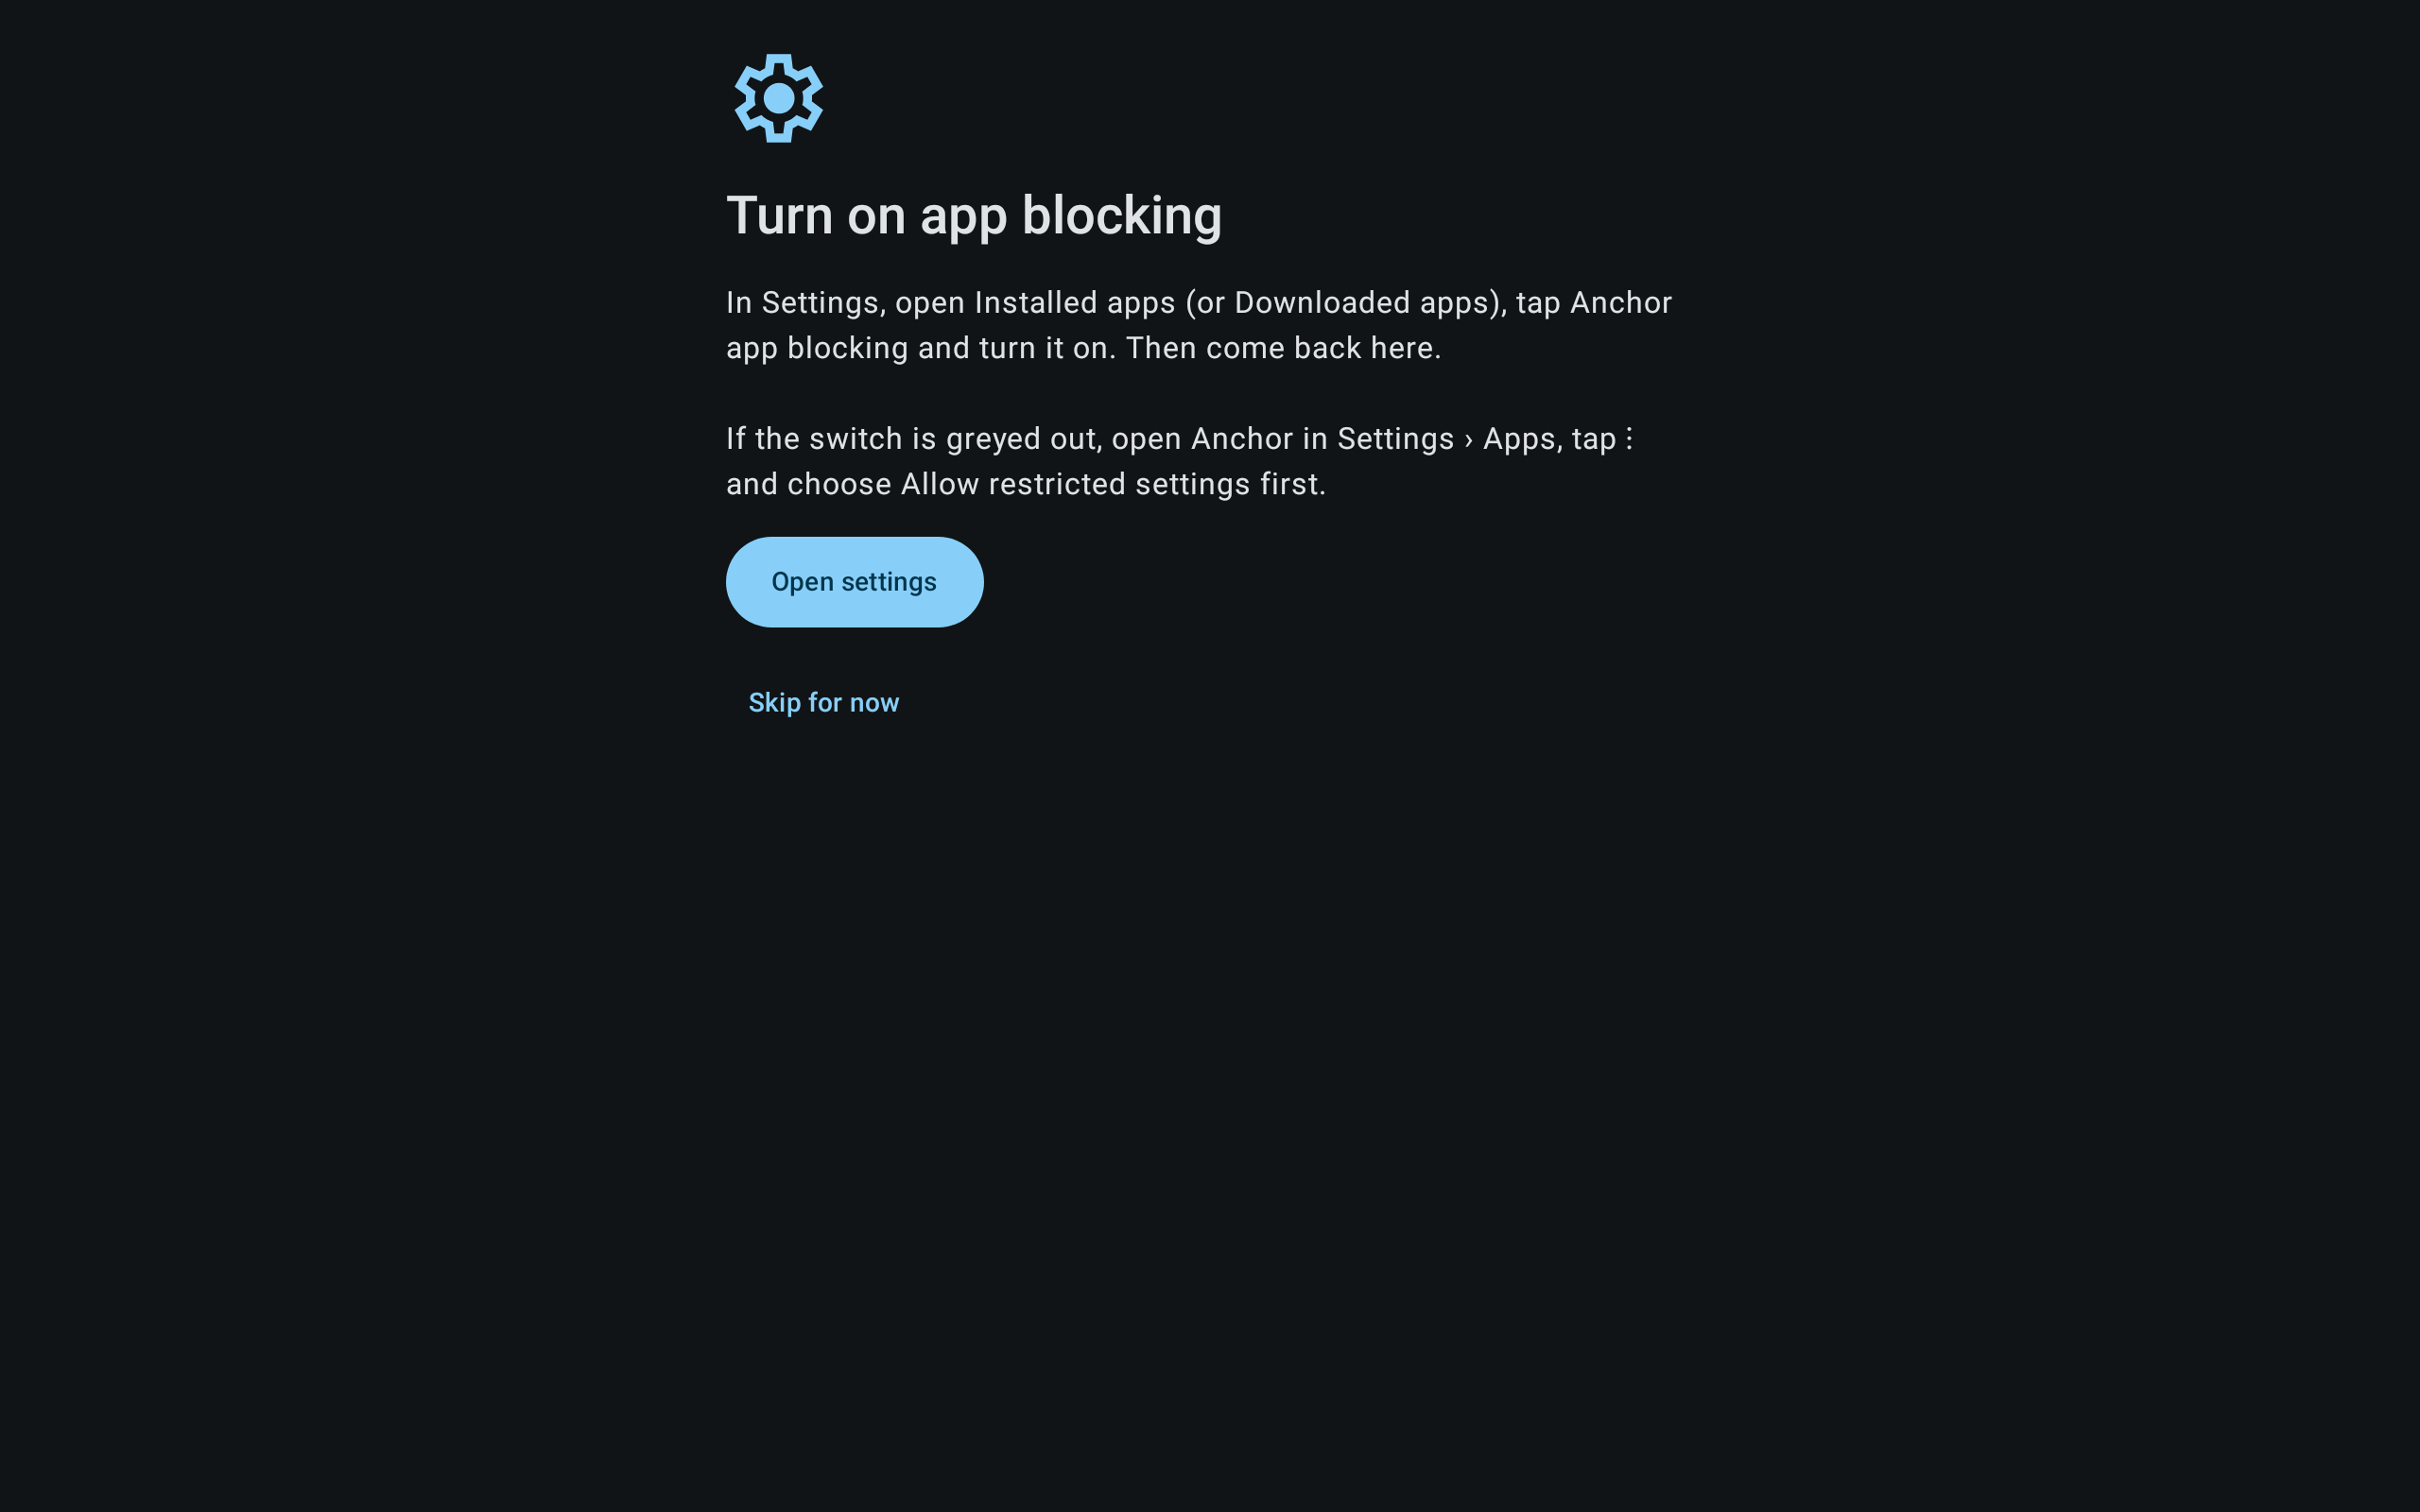 Turn on app blocking
In Settings, open Installed apps (or Downloaded apps), tap Anchor
app blocking and turn it on. Then come back here.
If the switch is greyed out, open Anchor in Settings › Apps, tap ⋮
and choose Allow restricted settings first.
Open settings
Skip for now